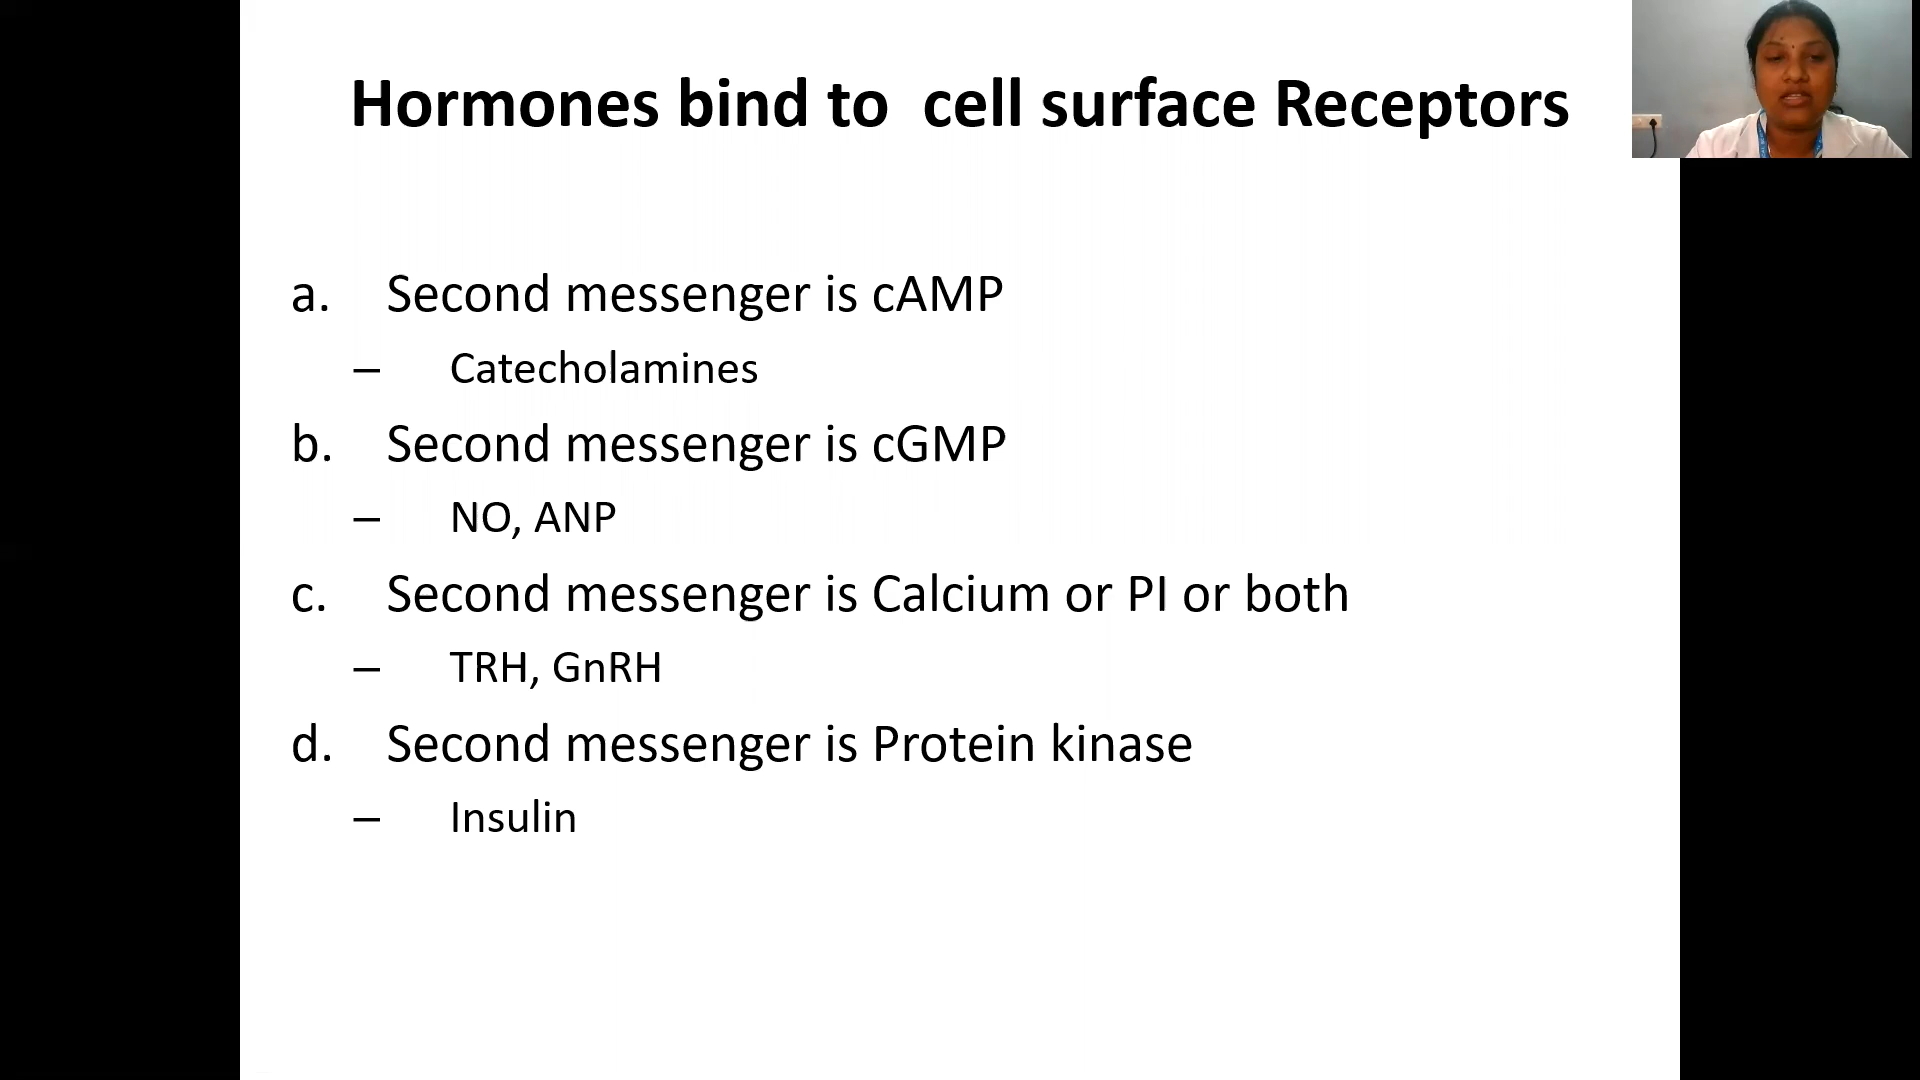 Hormones bind to  cell surface Receptors
a. Second messenger is cAMP
– Catecholamines
b. Second messenger is cGMP
– NO, ANP
c. Second messenger is Calcium or PI or both
– TRH, GnRH
d. Second messenger is Protein kinase
– Insulin